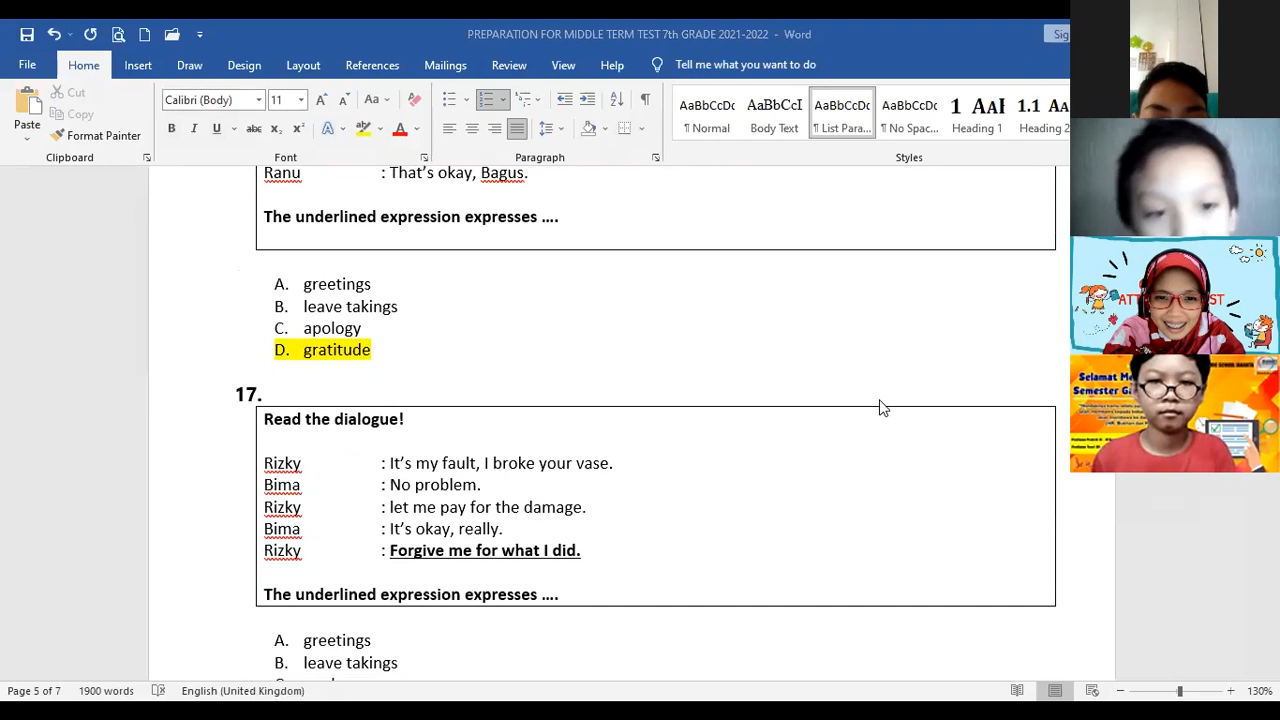 PREPARATION FOR MIDDLE TERM TEST 7th GRADE 2021-2022 - Word
File Home Insert Draw Design Layout References Mailings Review View Help Tell me what you want to do
Paste
Cut
Copy
Format Painter
Calibri (Body) 11
AaBbCcDc
¶ Normal
AaBbCcI
Body Text
AaBbCcDc
¶ List Para...
AaBbCcDc
¶ No Spac...
Heading 1
Heading 2
Clipboard Font Paragraph Styles
Ranu : That’s okay, Bagus.
The underlined expression expresses ….
A. greetings
B. leave takings
C. apology
D. gratitude
17.
Read the dialogue!
Rizky : It’s my fault, I broke your vase.
Bima : No problem.
Rizky : let me pay for the damage.
Bima : It’s okay, really.
Rizky : Forgive me for what I did.
The underlined expression expresses ….
A. greetings
B. leave takings
Page 5 of 7 1900 words English (United Kingdom) 130%